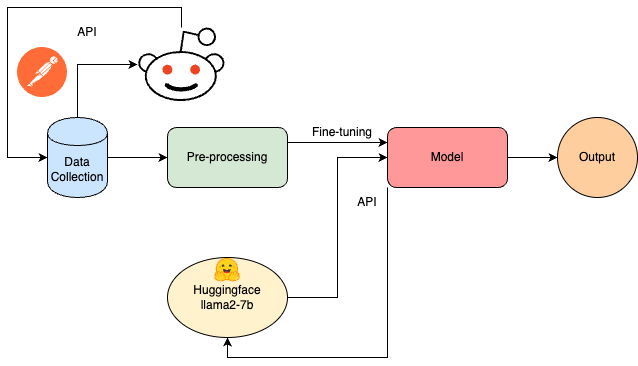 API
Data
Collection
Pre-processing
Fine-tuning
Model
Output
API
Huggingface
llama2-7b